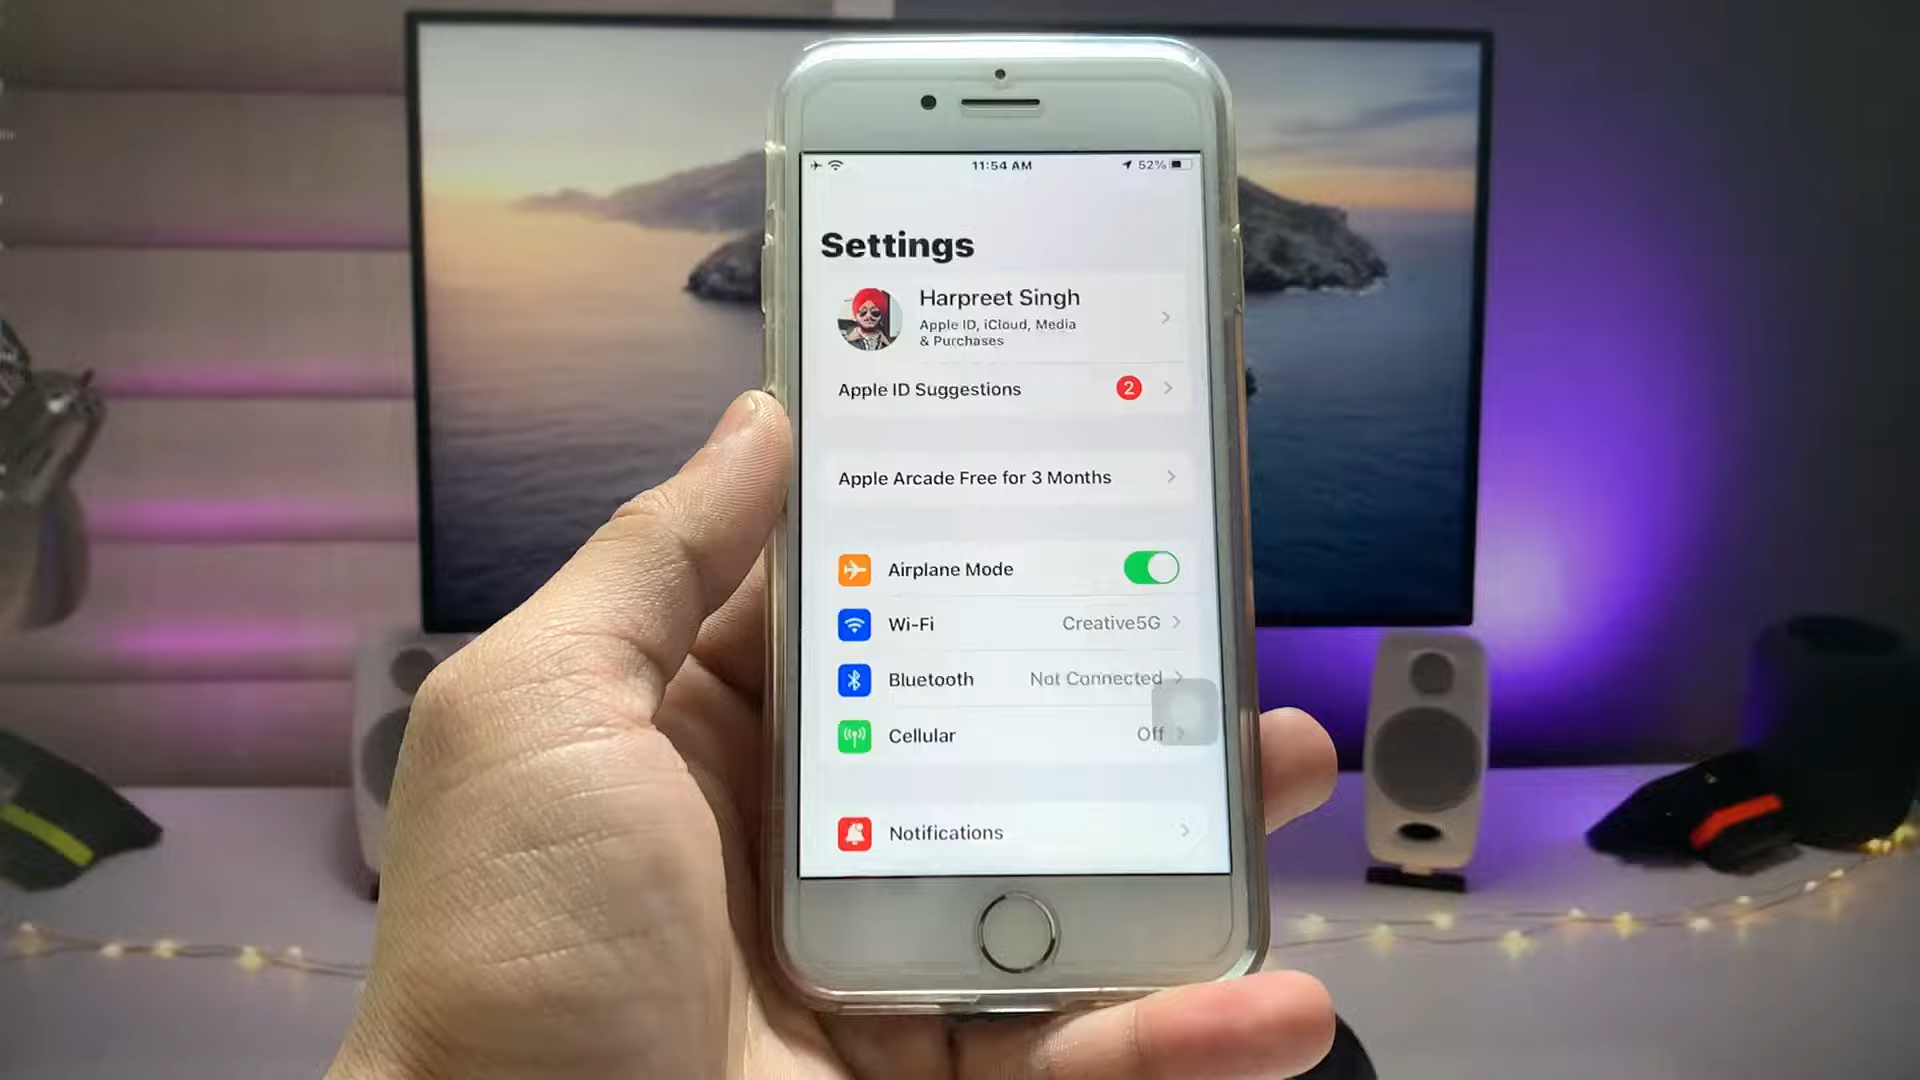 11:54 AM
52%
Settings
Harpreet Singh
Apple ID, iCloud, Media
& Purchases
Apple ID Suggestions 2
Apple Arcade Free for 3 Months
Airplane Mode
Wi-Fi Creative5G
Bluetooth Not Connected
Cellular Off
Notifications